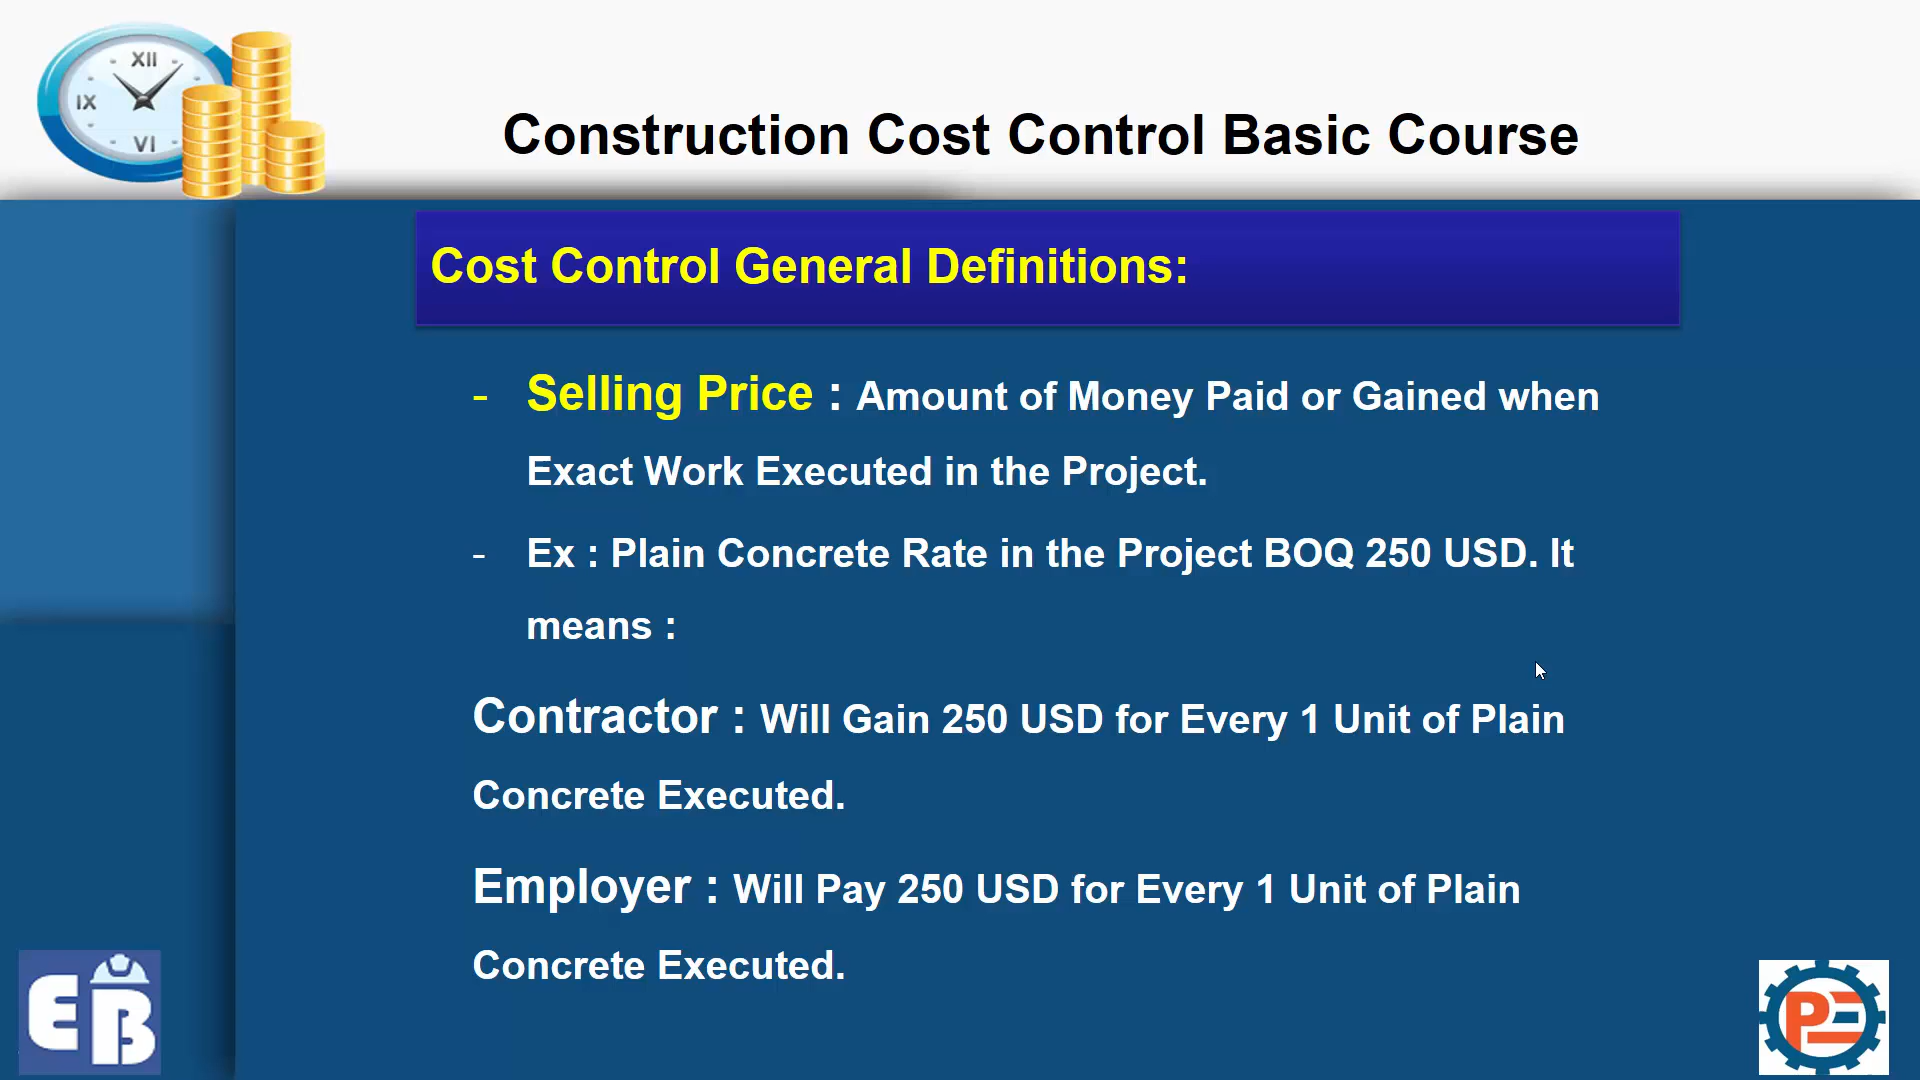 XII
IX
VI
Construction Cost Control Basic Course
Cost Control General Definitions:
- Selling Price : Amount of Money Paid or Gained when
Exact Work Executed in the Project.
- Ex : Plain Concrete Rate in the Project BOQ 250 USD. It
means :
Contractor : Will Gain 250 USD for Every 1 Unit of Plain
Concrete Executed.
Employer : Will Pay 250 USD for Every 1 Unit of Plain
Concrete Executed.
EB
PE